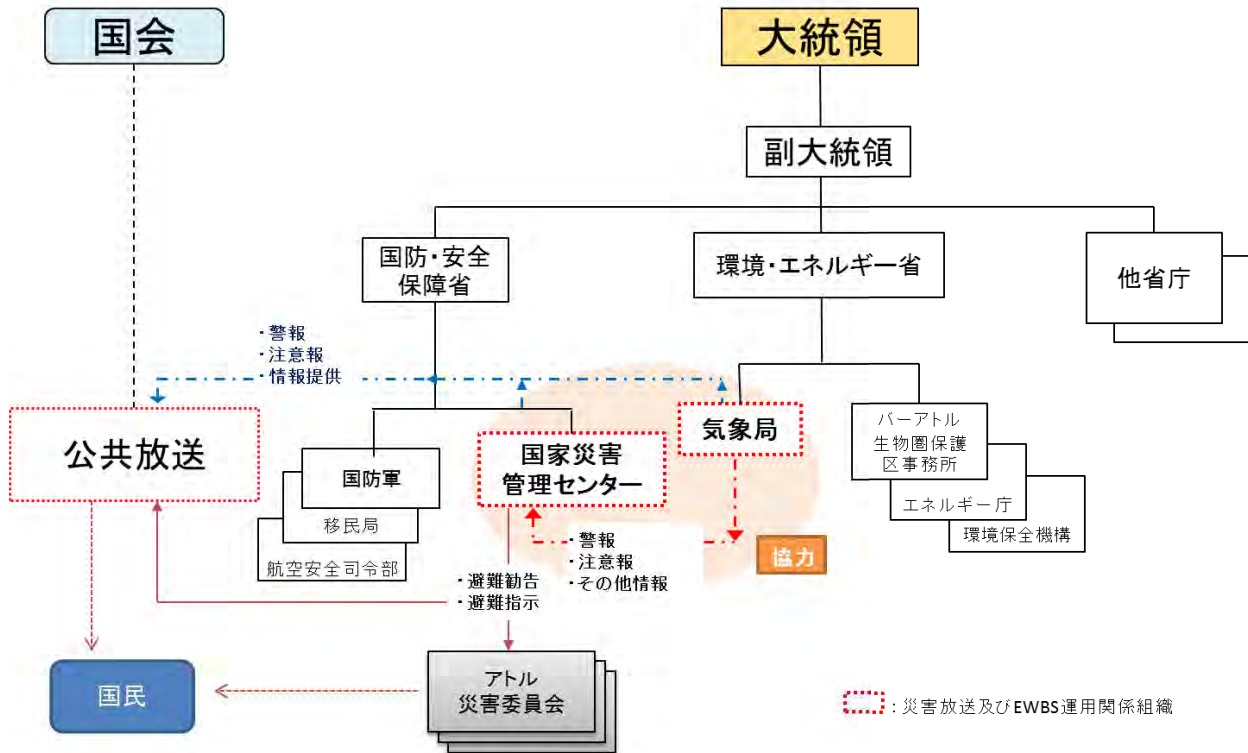 国会
大統領
副大統領
国防・安全
保障省
環境・エネルギー省
他省庁
・警報
・注意報
・情報提供
公共放送
国防軍
移民局
航空安全司令部
国家災害
管理センター
気象局
バーアトル
生物圏保護
区事務所
エネルギー庁
環境保全機構
・警報
・注意報
・その他情報
協力
・避難勧告
・避難指示
国民
アトル
災害委員会
：災害放送及びEWBS運用関係組織